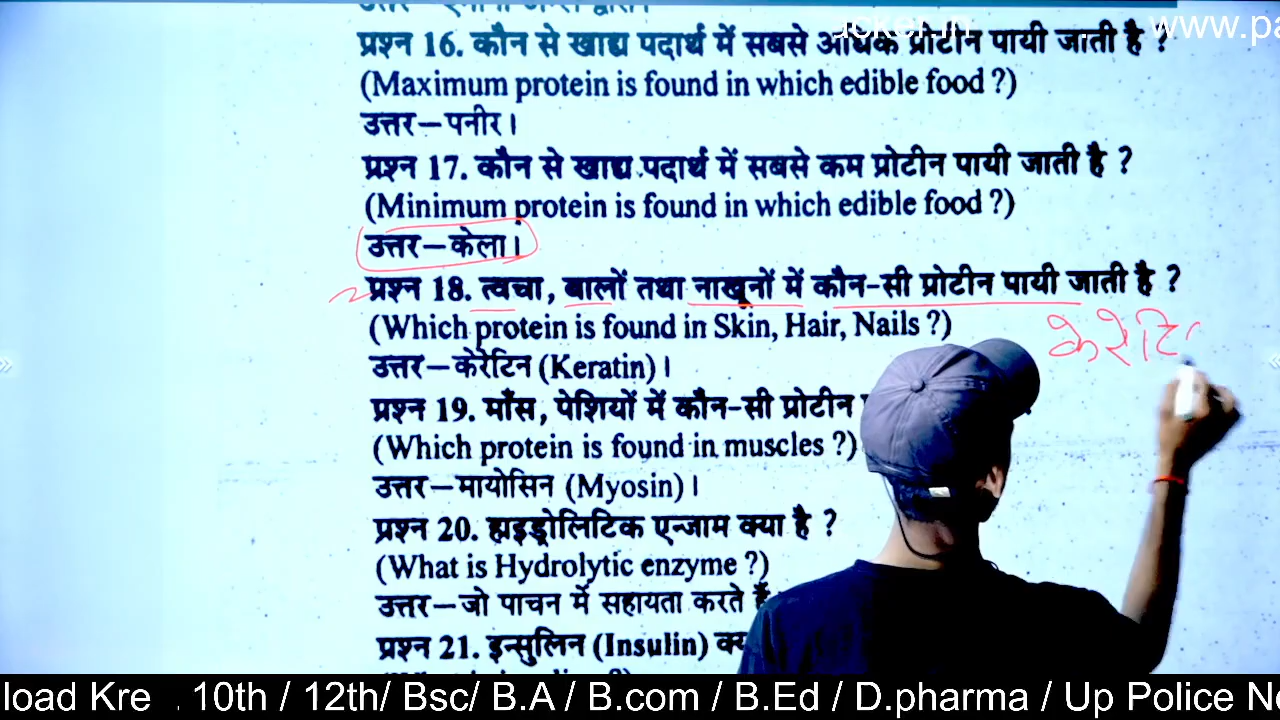 www.pa
प्रश्न 16. कौन से खाद्य पदार्थ में सबसे अधिक प्रोटीन पायी जाती है ?
(Maximum protein is found in which edible food ?)
उत्तर–पनीर।
प्रश्न 17. कौन से खाद्य पदार्थ में सबसे कम प्रोटीन पायी जाती है ?
(Minimum protein is found in which edible food ?)
उत्तर–केला।
प्रश्न 18. त्वचा, बालों तथा नाखूनों में कौन-सी प्रोटीन पायी जाती है ?
(Which protein is found in Skin, Hair, Nails ?)
केरेटि
उत्तर–केरेटिन (Keratin)।
प्रश्न 19. माँस, पेशियों में कौन-सी प्रोटीन
(Which protein is found in muscles ?)
उत्तर–मायोसिन (Myosin)।
प्रश्न 20. हाइड्रोलिटिक एन्जाम क्या है ?
(What is Hydrolytic enzyme ?)
उत्तर–जो पाचन में सहायता करते हैं
प्रश्न 21. इन्सुलिन (Insulin)
load Kre . 10th / 12th/ Bsc/ B.A / B.com / B.Ed / D.pharma / Up Police No